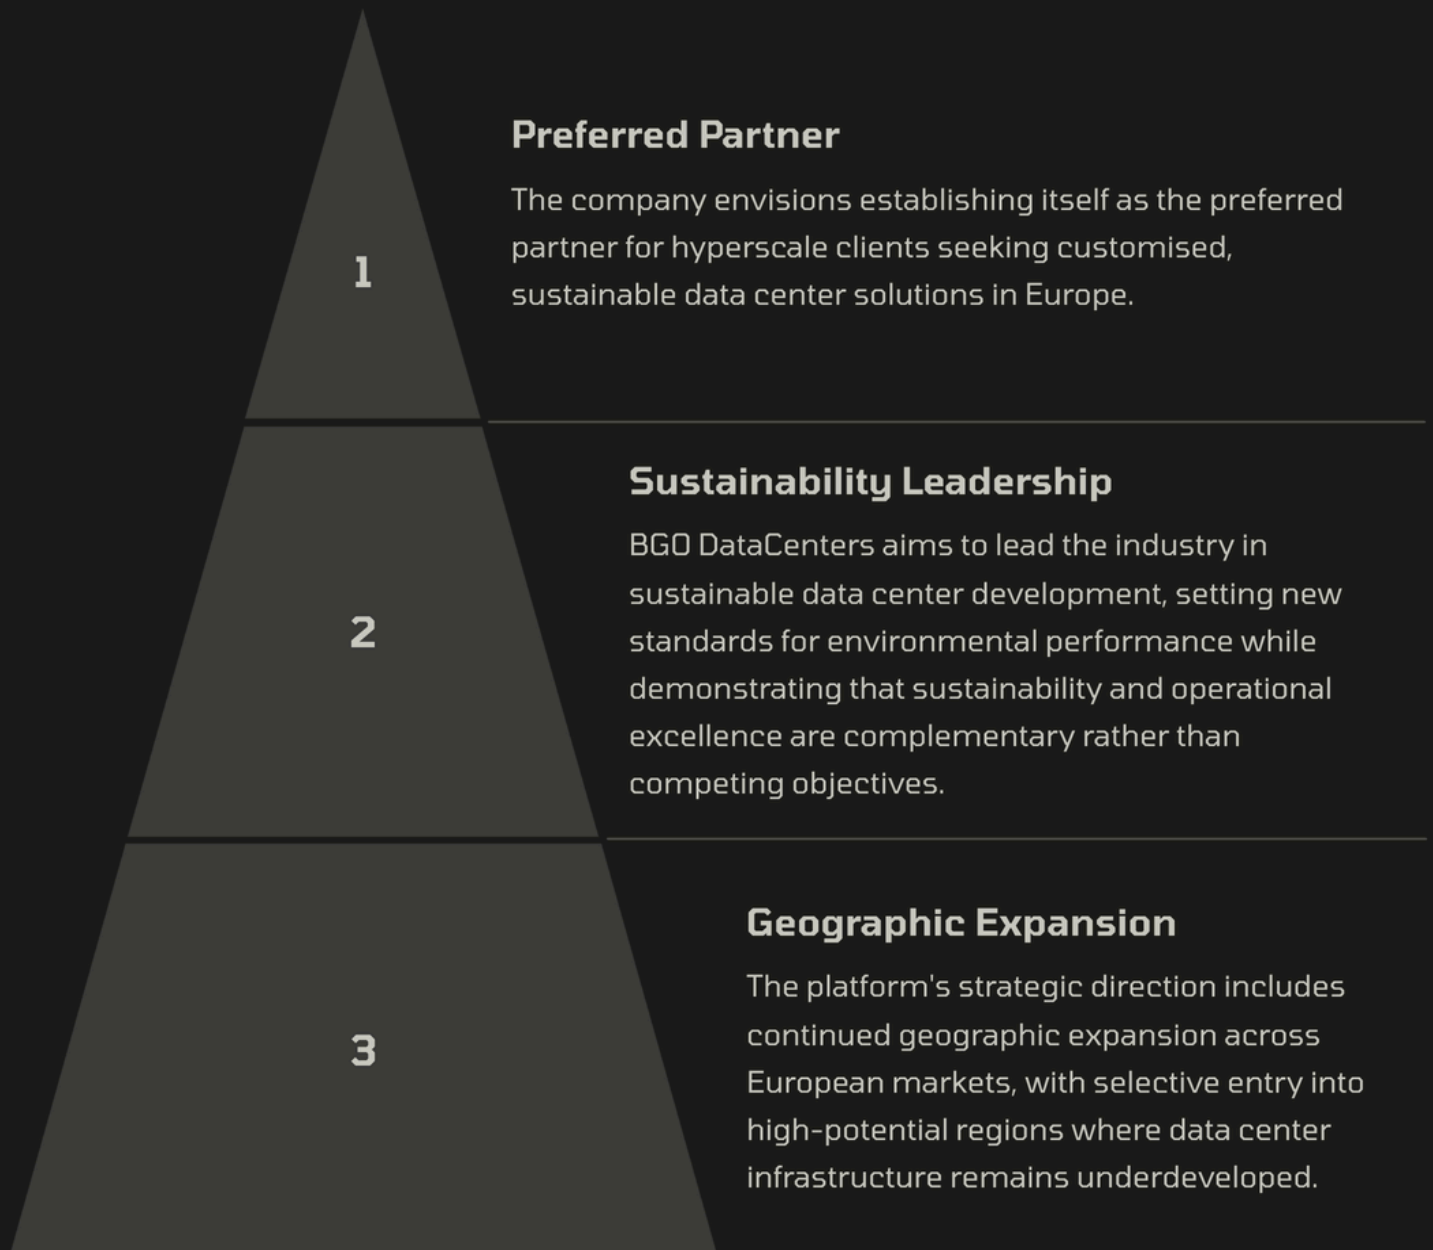 1
Preferred Partner
The company envisions establishing itself as the preferred
partner for hyperscale clients seeking customised,
sustainable data center solutions in Europe.
2
Sustainability Leadership
BGO DataCenters aims to lead the industry in
sustainable data center development, setting new
standards for environmental performance while
demonstrating that sustainability and operational
excellence are complementary rather than
competing objectives.
3
Geographic Expansion
The platform's strategic direction includes
continued geographic expansion across
European markets, with selective entry into
high-potential regions where data center
infrastructure remains underdeveloped.